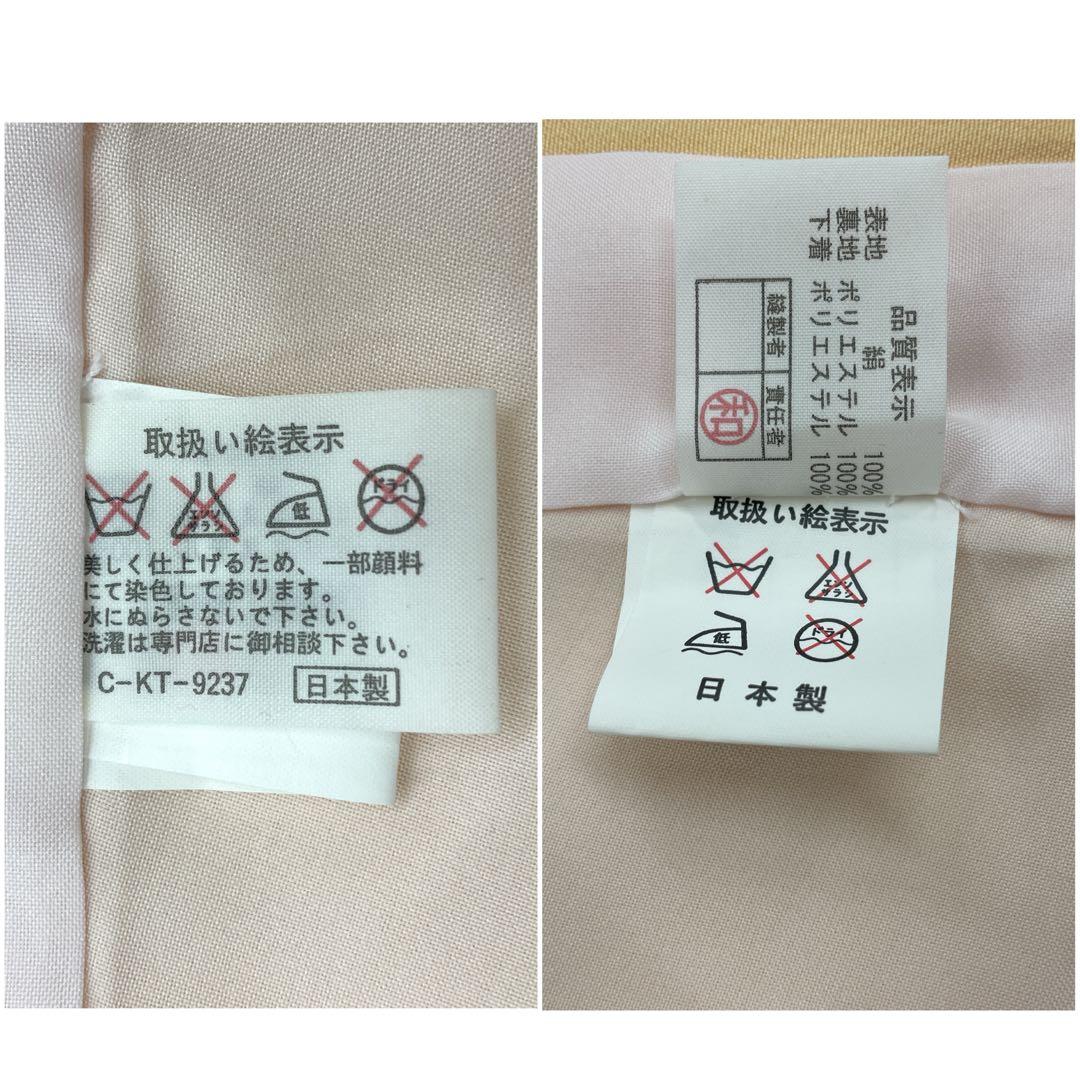 取扱い絵表示
エンソ
サラシ
低
ドライ
美しく仕上げるため、一部顔料
にて染色しております。
水にぬらさないで下さい。
洗濯は専門店に御相談下さい。
C-KT-9237
日本製
品質表示
表地 絹 100%
裏地 ポリエステル 100%
下着 ポリエステル 100%
縫製者 責任者
和
取扱い絵表示
エンソ
サラシ
低
ドライ
日本製